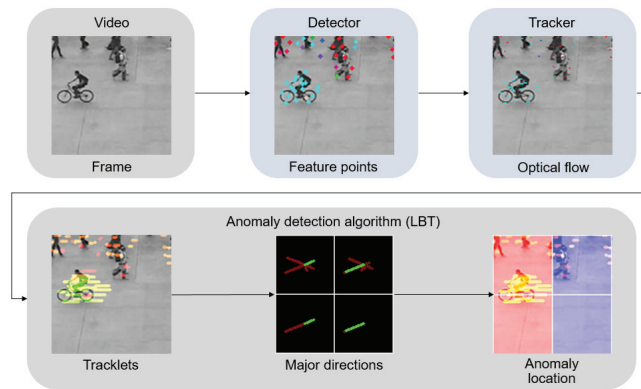 Video
Detector
Tracker
Frame
Feature points
Optical flow
Anomaly detection algorithm (LBT)
Tracklets
Major directions
Anomaly
location